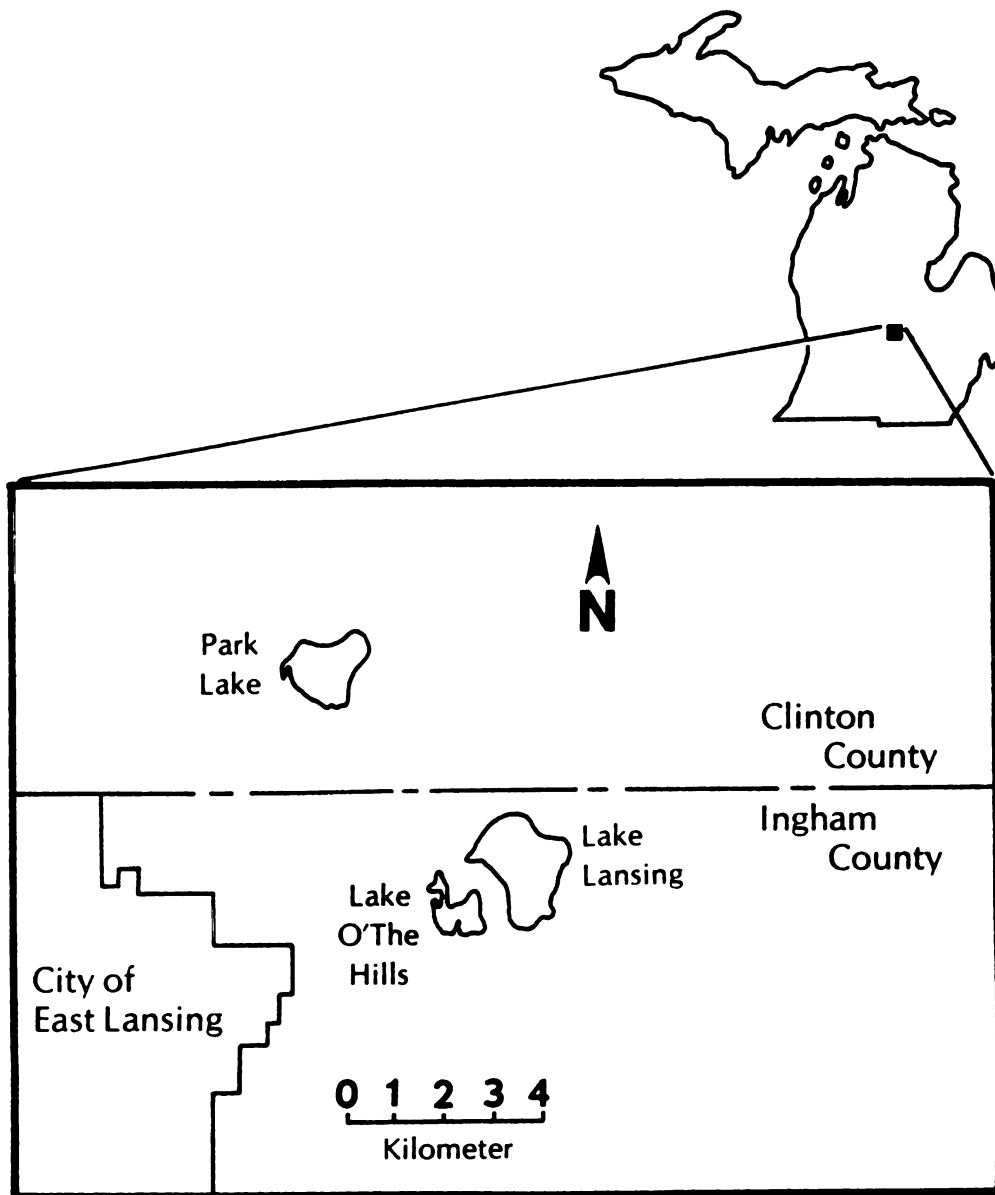 N
Park
Lake
Clinton
County
Ingham
County
Lake
Lansing
Lake
O'The
Hills
City of
East Lansing
0 1 2 3 4
Kilometer